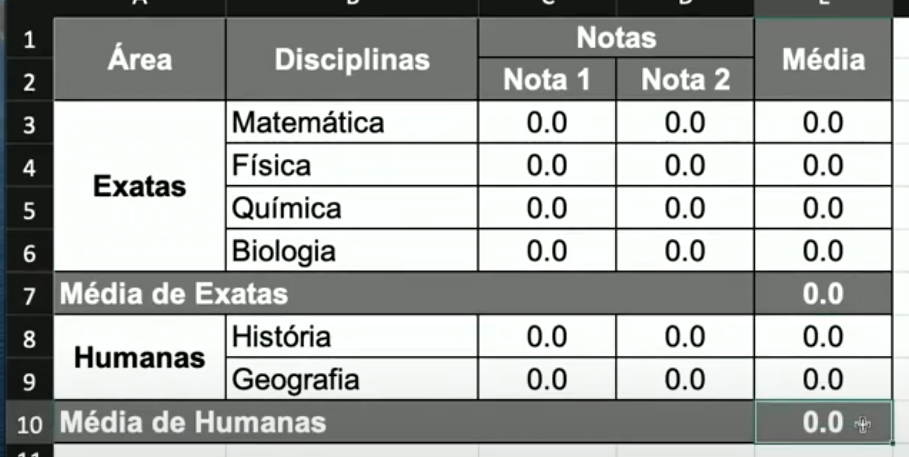 1 Área Disciplinas Notas Média
2 Nota 1 Nota 2
3 Exatas Matemática 0.0 0.0 0.0
4 Física 0.0 0.0 0.0
5 Química 0.0 0.0 0.0
6 Biologia 0.0 0.0 0.0
7 Média de Exatas 0.0
8 Humanas História 0.0 0.0 0.0
9 Geografia 0.0 0.0 0.0
10 Média de Humanas 0.0